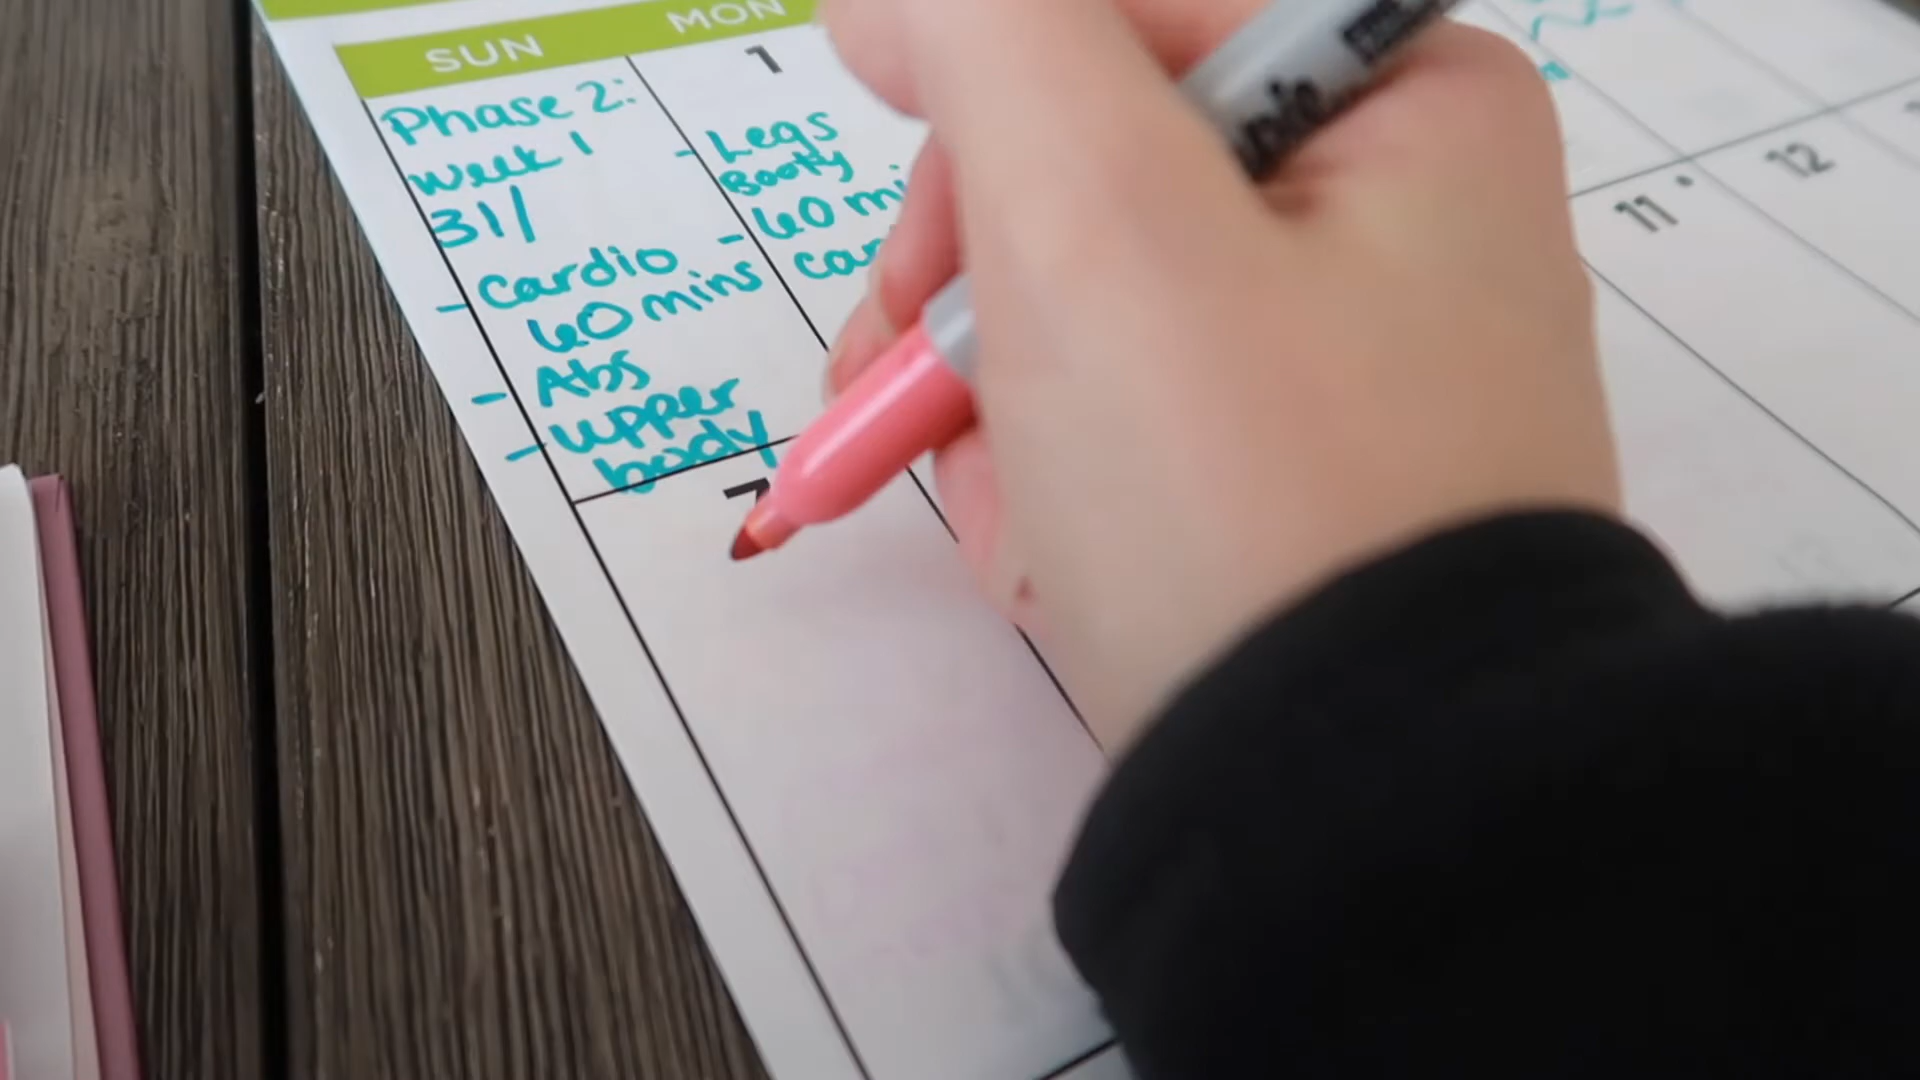 SUN MON
Phase 2:
Week 1
31/
- Cardio
60 mins
- Abs
- upper
body
1
- Legs
Booty
- 60 mi
car
7
11
12